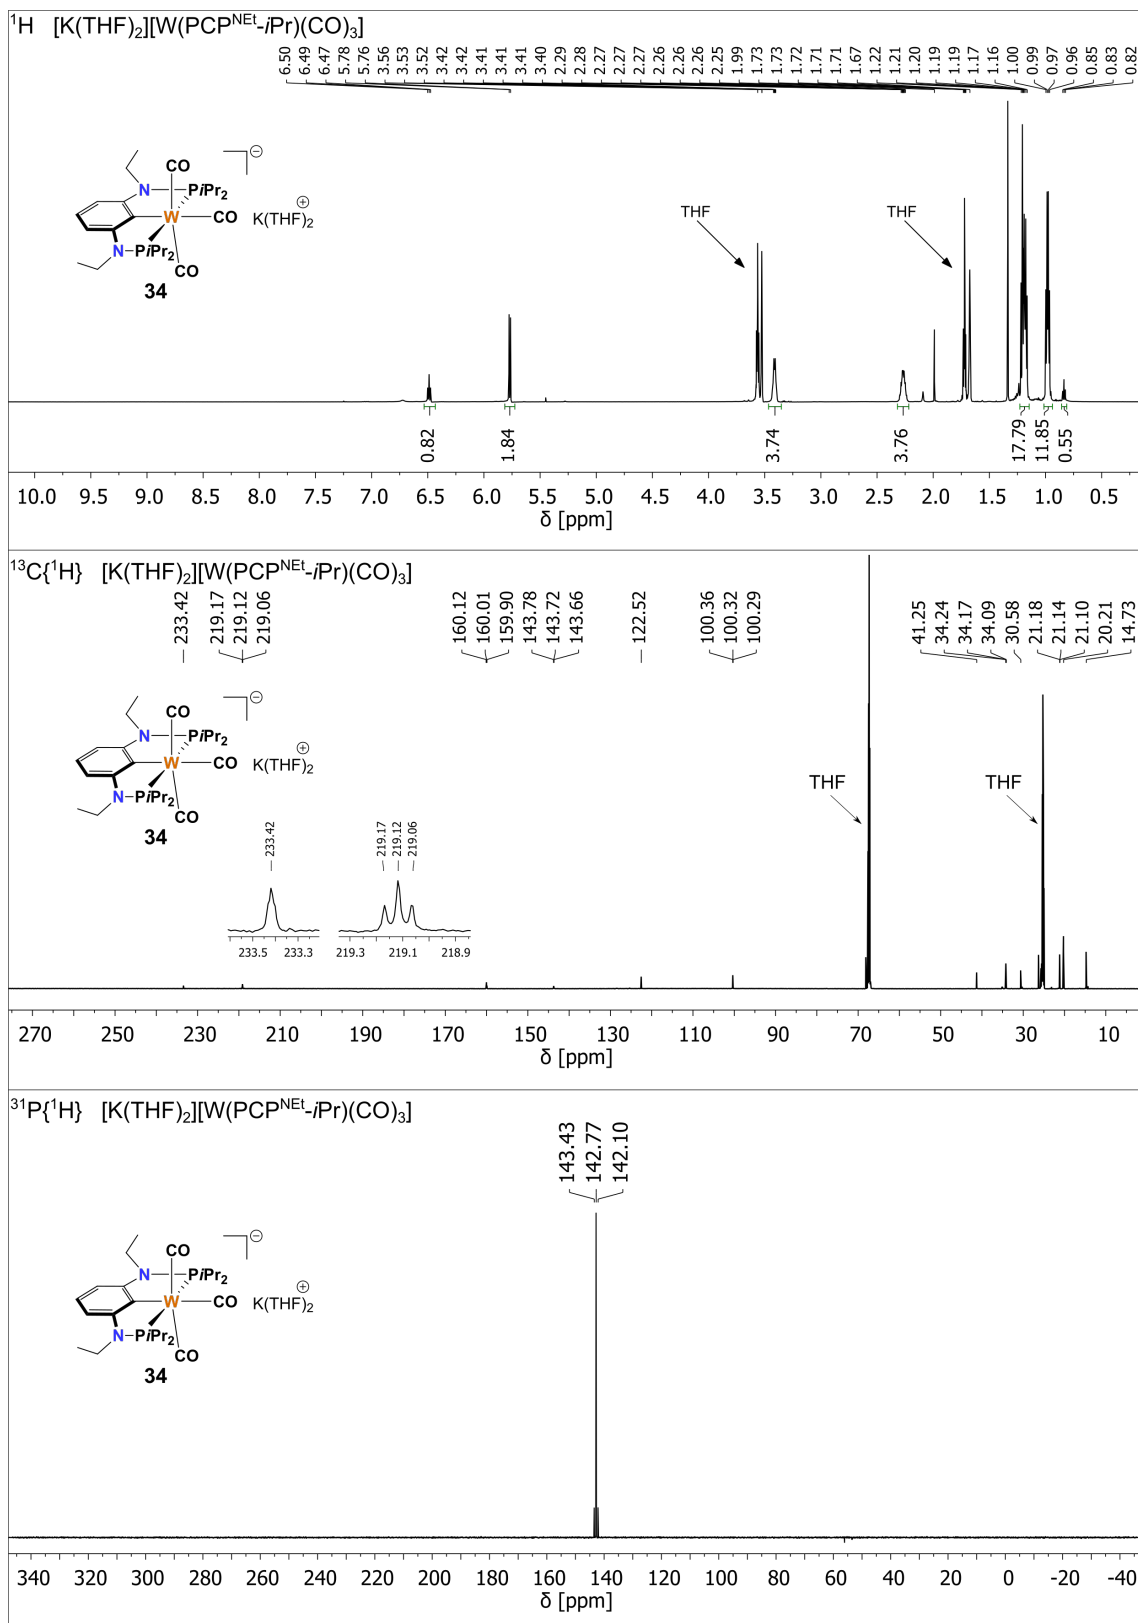 ¹H [K(THF)₂][W(PCP^NEt-iPr)(CO)₃]
6.50 6.49 6.47 5.78 5.76 3.56 3.53 3.52 3.42 3.42 3.41 3.41 3.41 3.40 2.29 2.28 2.27 2.27 2.27 2.26 2.26 2.26 2.25 1.99 1.73 1.73 1.72 1.71 1.71 1.67 1.22 1.21 1.20 1.19 1.19 1.17 1.16 1.00 0.99 0.97 0.96 0.85 0.83 0.82
CO
N PiPr₂
W CO K(THF)₂ ⊕
⊖
N PiPr₂
CO
34
THF
THF
0.82 1.84 3.74 3.76 17.79 11.85 0.55
10.0 9.5 9.0 8.5 8.0 7.5 7.0 6.5 6.0 5.5 5.0 4.5 4.0 3.5 3.0 2.5 2.0 1.5 1.0 0.5
δ [ppm]
¹³C{¹H} [K(THF)₂][W(PCP^NEt-iPr)(CO)₃]
233.42 219.17 219.12 219.06 160.12 160.01 159.90 143.78 143.72 143.66 122.52 100.36 100.32 100.29 41.25 34.24 34.17 34.09 30.58 21.18 21.14 21.10 20.21 14.73
CO
N PiPr₂
W CO K(THF)₂ ⊕
⊖
N PiPr₂
CO
34
THF
THF
233.42 219.17 219.12 219.06
233.5 233.3 219.3 219.1 218.9
270 250 230 210 190 170 150 130 110 90 80 70 60 50 40 30 20 10
δ [ppm]
³¹P{¹H} [K(THF)₂][W(PCP^NEt-iPr)(CO)₃]
143.43 142.77 142.10
CO
N PiPr₂
W CO K(THF)₂ ⊕
⊖
N PiPr₂
CO
34
340 320 300 280 260 240 220 200 180 160 140 120 100 80 60 40 20 0 -20 -40
δ [ppm]